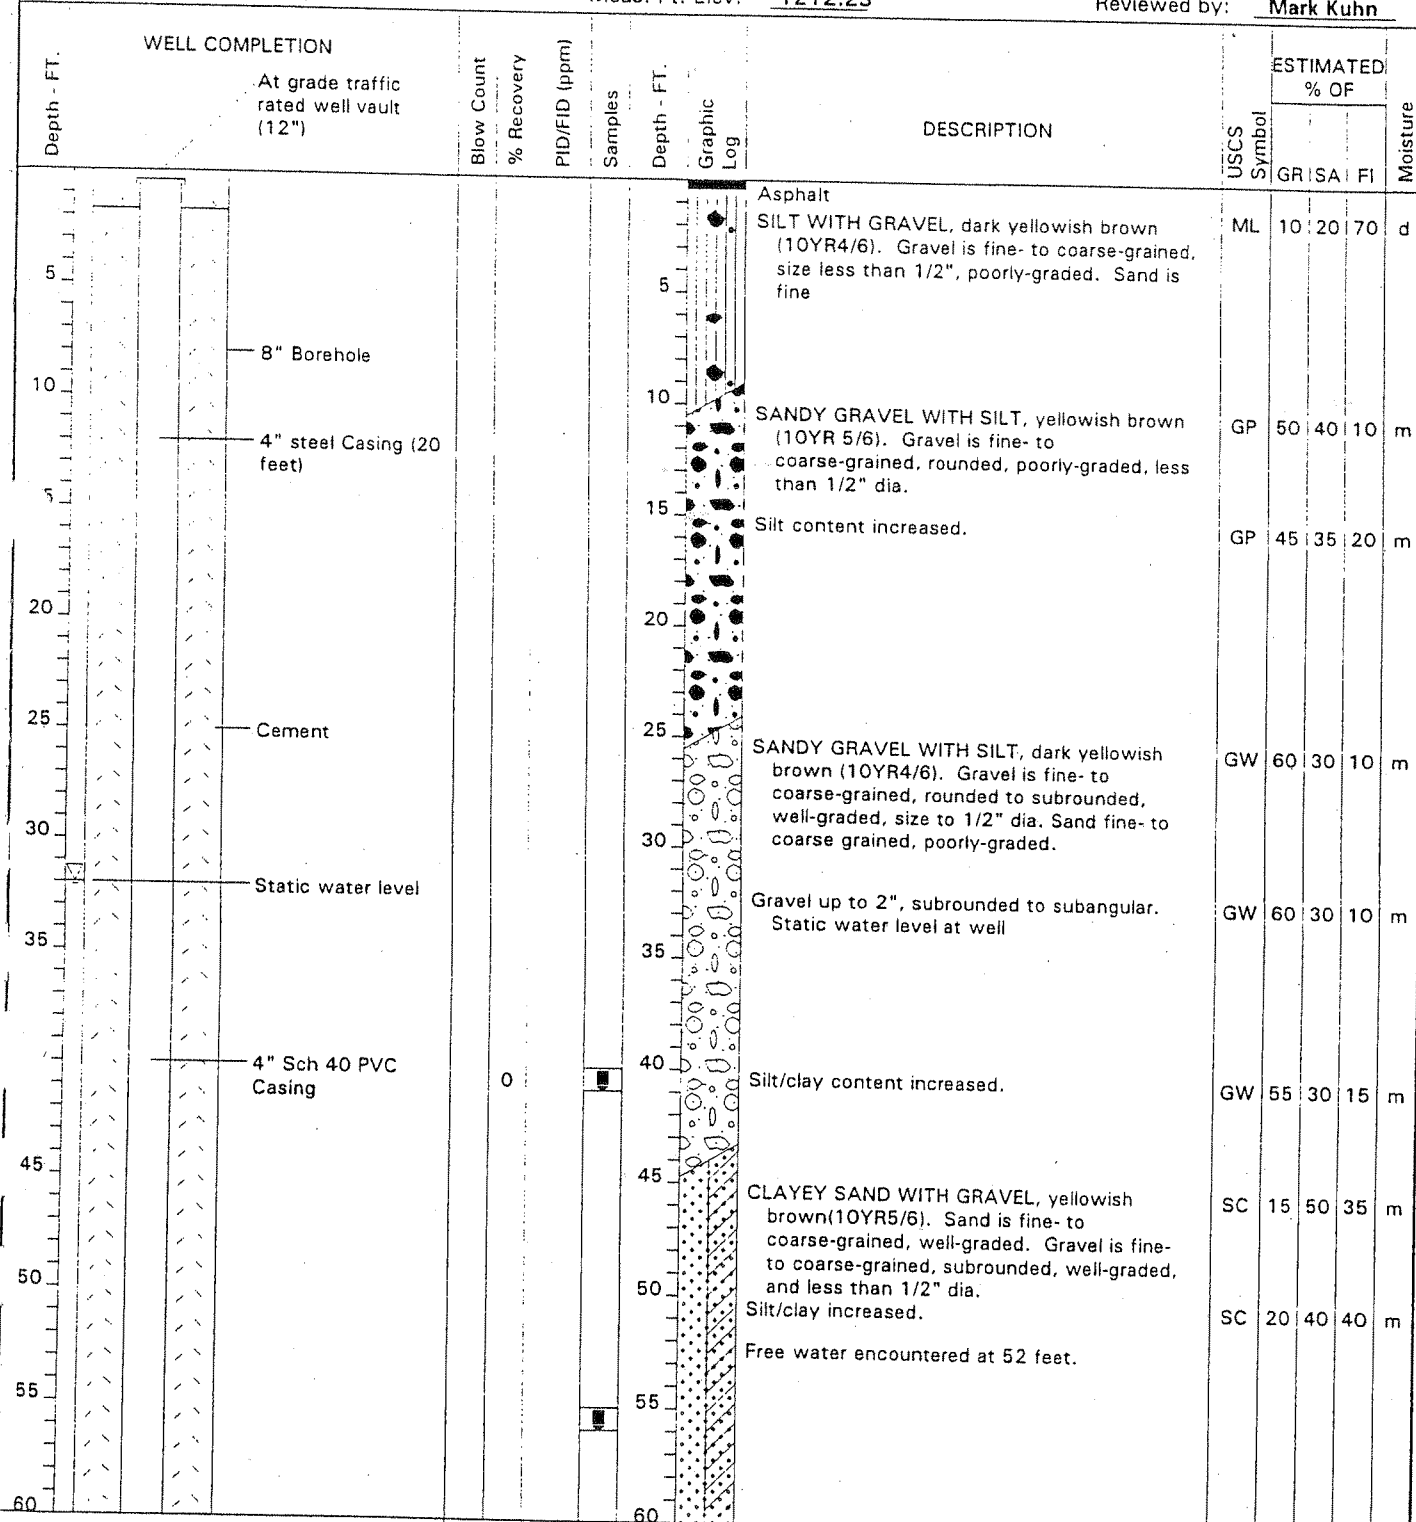 Meas. Pt. Elev: 1212.23 Reviewed by: Mark Kuhn
Depth - FT.
WELL COMPLETION
At grade traffic
rated well vault
(12")
Blow Count
% Recovery
PID/FID (ppm)
Samples
Depth - FT.
Graphic
Log
DESCRIPTION
USCS
Symbol
ESTIMATED
% OF
GR SA FI
Moisture
Asphalt
SILT WITH GRAVEL, dark yellowish brown
(10YR4/6). Gravel is fine- to coarse-grained,
size less than 1/2", poorly-graded. Sand is
fine
ML 10 20 70 d
5
5
8" Borehole
10
10
4" steel Casing (20
feet)
SANDY GRAVEL WITH SILT, yellowish brown
(10YR 5/6). Gravel is fine- to
coarse-grained, rounded, poorly-graded, less
than 1/2" dia.
GP 50 40 10 m
5
15
Silt content increased.
GP 45 35 20 m
20
20
25
25
Cement
SANDY GRAVEL WITH SILT, dark yellowish
brown (10YR4/6). Gravel is fine- to
coarse-grained, rounded to subrounded,
well-graded, size to 1/2" dia. Sand fine- to
coarse grained, poorly-graded.
GW 60 30 10 m
30
30
Static water level
Gravel up to 2", subrounded to subangular.
Static water level at well
GW 60 30 10 m
35
35
4" Sch 40 PVC
Casing
0
40
Silt/clay content increased.
GW 55 30 15 m
45
45
CLAYEY SAND WITH GRAVEL, yellowish
brown(10YR5/6). Sand is fine- to
coarse-grained, well-graded. Gravel is fine-
to coarse-grained, subrounded, well-graded,
and less than 1/2" dia.
SC 15 50 35 m
50
50
Silt/clay increased.
SC 20 40 40 m
Free water encountered at 52 feet.
55
55
60
60